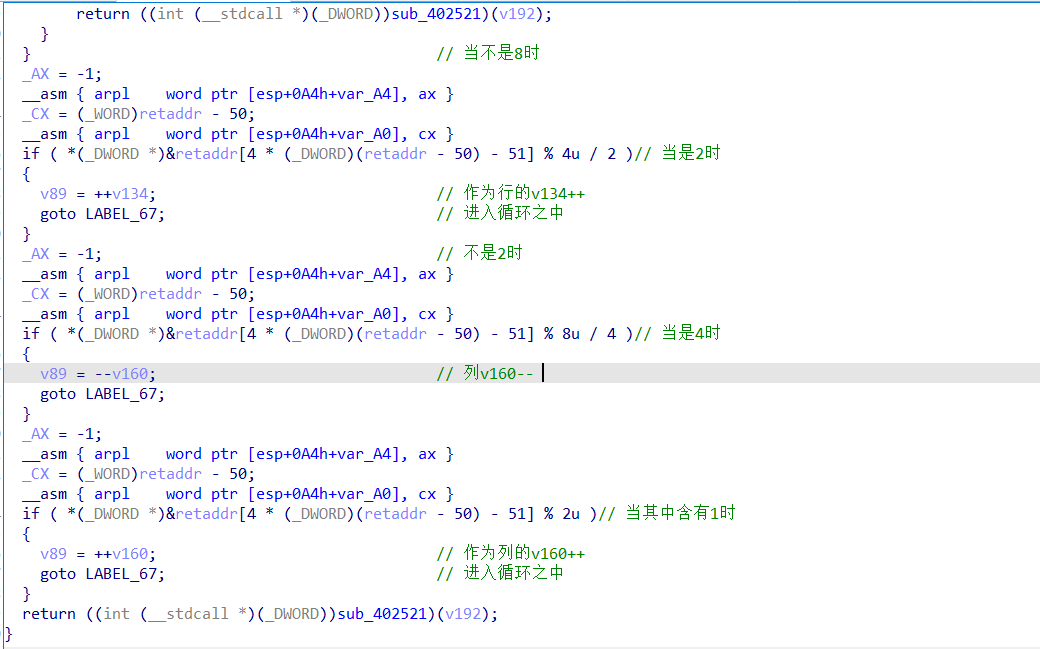 return ((int (__stdcall *)(_DWORD))sub_402521)(v192);
}
} // 当不是8时
_AX = -1;
__asm { arpl    word ptr [esp+0A4h+var_A4], ax }
_CX = (_WORD)retaddr - 50;
__asm { arpl    word ptr [esp+0A4h+var_A0], cx }
if ( *(_DWORD *)&retaddr[4 * (_DWORD)(retaddr - 50) - 51] % 4u / 2 )// 当是2时
{
v89 = ++v134; // 作为行的v134++
goto LABEL_67; // 进入循环之中
}
_AX = -1; // 不是2时
__asm { arpl    word ptr [esp+0A4h+var_A4], ax }
_CX = (_WORD)retaddr - 50;
__asm { arpl    word ptr [esp+0A4h+var_A0], cx }
if ( *(_DWORD *)&retaddr[4 * (_DWORD)(retaddr - 50) - 51] % 8u / 4 )// 当是4时
{
v89 = --v160; // 列v160--
goto LABEL_67;
}
_AX = -1;
__asm { arpl    word ptr [esp+0A4h+var_A4], ax }
_CX = (_WORD)retaddr - 50;
__asm { arpl    word ptr [esp+0A4h+var_A0], cx }
if ( *(_DWORD *)&retaddr[4 * (_DWORD)(retaddr - 50) - 51] % 2u )// 当其中含有1时
{
v89 = ++v160; // 作为列的v160++
goto LABEL_67; // 进入循环之中
}
return ((int (__stdcall *)(_DWORD))sub_402521)(v192);
}